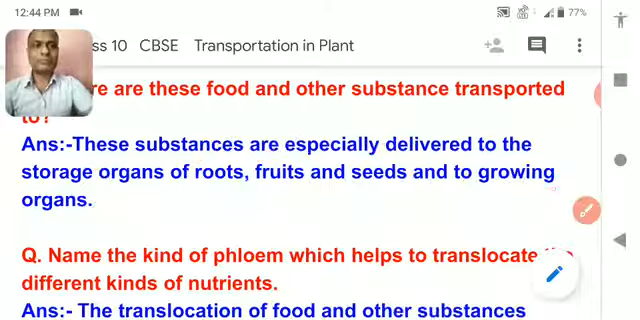 12:44 PM 77%
ss 10 CBSE Transportation in Plant
re are these food and other substance transported
to?
Ans:-These substances are especially delivered to the
storage organs of roots, fruits and seeds and to growing
organs.
Q. Name the kind of phloem which helps to translocate
different kinds of nutrients.
Ans:- The translocation of food and other substances